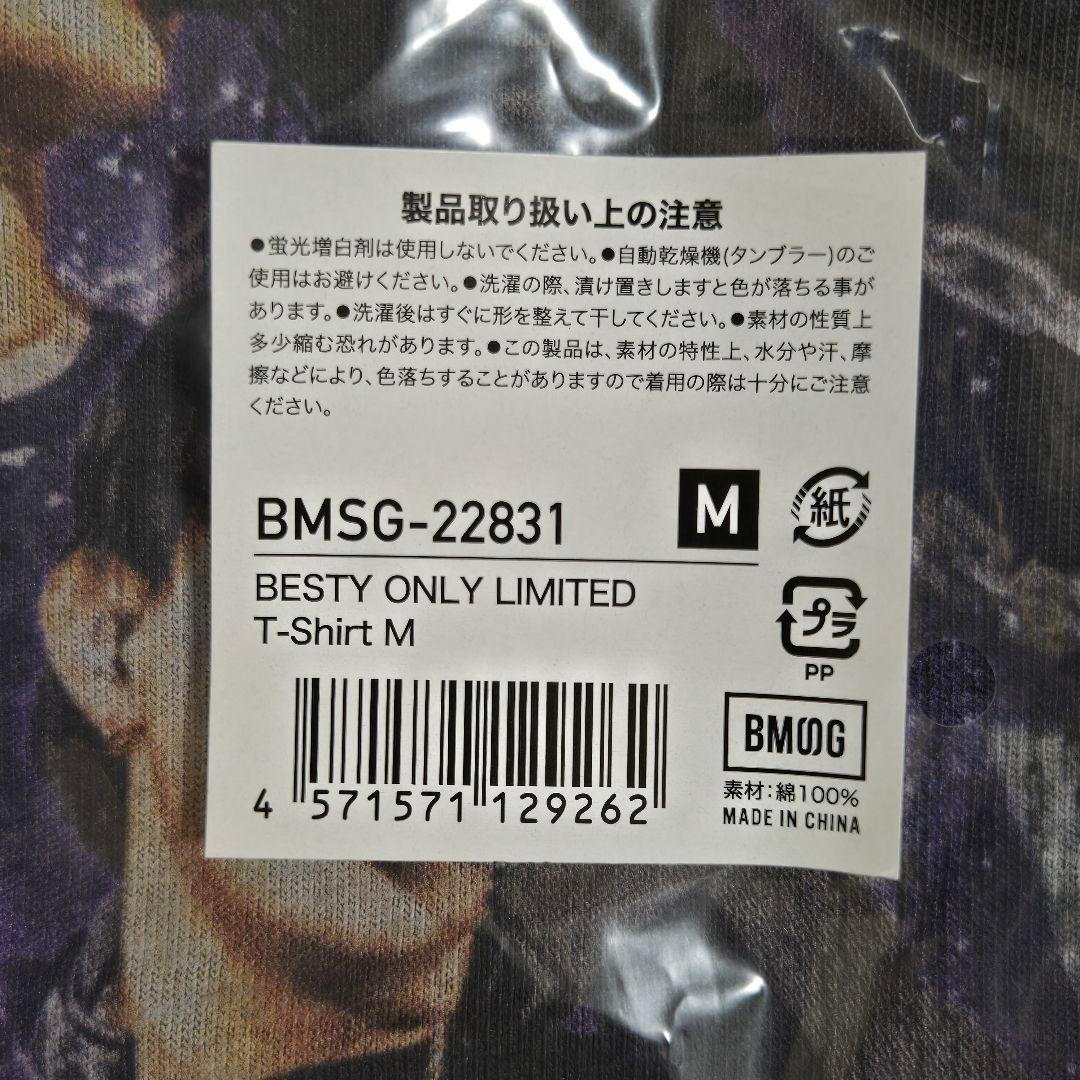 製品取り扱い上の注意
●蛍光増白剤は使用しないでください。●自動乾燥機(タンブラー)のご
使用はお避けください。●洗濯の際、漬け置きしますと色が落ちる事が
あります。●洗濯後はすぐに形を整えて干してください。●素材の性質上
多少縮む恐れがあります。●この製品は、素材の特性上、水分や汗、摩
擦などにより、色落ちすることがありますので着用の際は十分にご注意
ください。
BMSG-22831
M
紙
BESTY ONLY LIMITED
T-Shirt M
プラ
PP
BMSG
素材：綿100%
MADE IN CHINA
4 571571 129262